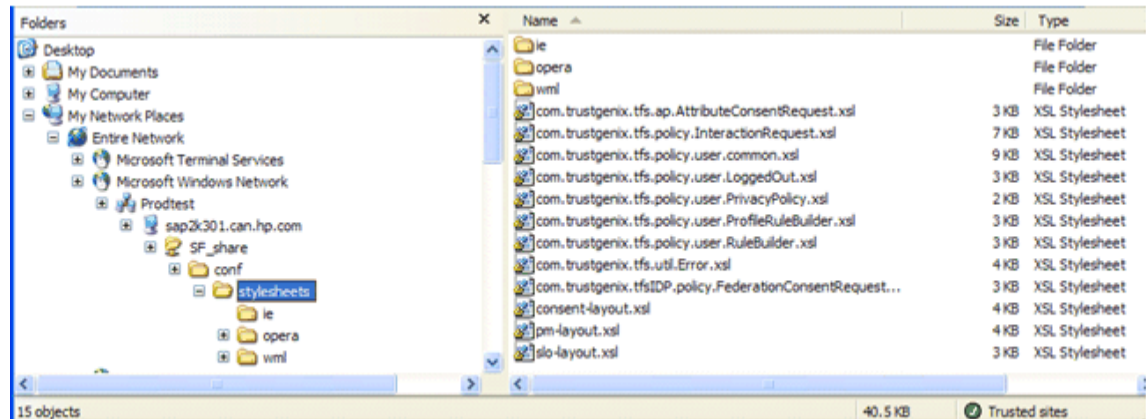 Folders
Desktop
My Documents
My Computer
My Network Places
Entire Network
Microsoft Terminal Services
Microsoft Windows Network
Prodtest
sap2k301.can.hp.com
SF_share
conf
stylesheets
ie
opera
wml
Name Size Type
ie File Folder
opera File Folder
wml File Folder
com.trustgenix.tfs.ap.AttributeConsentRequest.xsl 3 KB XSL Stylesheet
com.trustgenix.tfs.policy.InteractionRequest.xsl 7 KB XSL Stylesheet
com.trustgenix.tfs.policy.user.common.xsl 9 KB XSL Stylesheet
com.trustgenix.tfs.policy.user.LoggedOut.xsl 3 KB XSL Stylesheet
com.trustgenix.tfs.policy.user.PrivacyPolicy.xsl 2 KB XSL Stylesheet
com.trustgenix.tfs.policy.user.ProfileRuleBuilder.xsl 3 KB XSL Stylesheet
com.trustgenix.tfs.policy.user.RuleBuilder.xsl 3 KB XSL Stylesheet
com.trustgenix.tfs.util.Error.xsl 4 KB XSL Stylesheet
com.trustgenix.tfsIDP.policy.FederationConsentRequest... 3 KB XSL Stylesheet
consent-layout.xsl 4 KB XSL Stylesheet
pm-layout.xsl 4 KB XSL Stylesheet
slo-layout.xsl 3 KB XSL Stylesheet
15 objects 40.5 KB Trusted sites